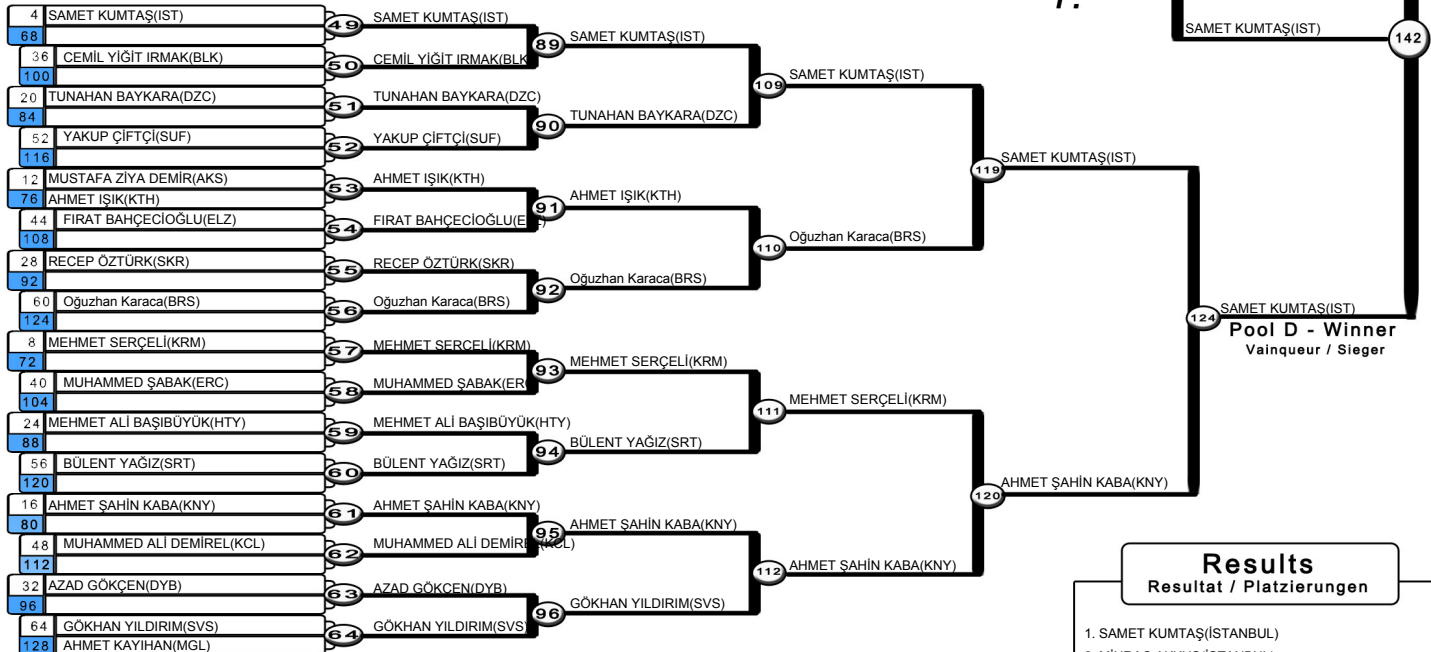 4 SAMET KUMTAŞ(IST)
68
36 CEMİL YİĞİT IRMAK(BLK)
100
20 TUNAHAN BAYKARA(DZC)
84
52 YAKUP ÇİFTÇİ(SUF)
116
12 MUSTAFA ZİYA DEMİR(AKS)
76 AHMET IŞIK(KTH)
44 FIRAT BAHÇECİOĞLU(ELZ)
108
28 RECEP ÖZTÜRK(SKR)
92
60 Oğuzhan Karaca(BRS)
124
8 MEHMET SERÇELİ(KRM)
72
40 MUHAMMED ŞABAK(ERC)
104
24 MEHMET ALİ BAŞIBÜYÜK(HTY)
88
56 BÜLENT YAĞIZ(SRT)
120
16 AHMET ŞAHİN KABA(KNY)
80
48 MUHAMMED ALİ DEMİREL(KCL)
112
32 AZAD GÖKÇEN(DYB)
96
64 GÖKHAN YILDIRIM(SVS)
128 AHMET KAYIHAN(MGL)
49 SAMET KUMTAŞ(IST)
50 CEMİL YİĞİT IRMAK(BLK
51 TUNAHAN BAYKARA(DZC)
52 YAKUP ÇİFTÇİ(SUF)
53 AHMET IŞIK(KTH)
54 FIRAT BAHÇECİOĞLU(ELZ)
55 RECEP ÖZTÜRK(SKR)
56 Oğuzhan Karaca(BRS)
57 MEHMET SERÇELİ(KRM)
58 MUHAMMED ŞABAK(ERC
59 MEHMET ALİ BAŞIBÜYÜK(HTY)
60 BÜLENT YAĞIZ(SRT)
61 AHMET ŞAHİN KABA(KNY)
62 MUHAMMED ALİ DEMİREL(KCL)
63 AZAD GÖKÇEN(DYB)
64 GÖKHAN YILDIRIM(SVS)
89 SAMET KUMTAŞ(IST)
90 TUNAHAN BAYKARA(DZC)
91 AHMET IŞIK(KTH)
92 Oğuzhan Karaca(BRS)
93 MEHMET SERÇELİ(KRM)
94 BÜLENT YAĞIZ(SRT)
95 AHMET ŞAHİN KABA(KNY)
96 GÖKHAN YILDIRIM(SVS)
109 SAMET KUMTAŞ(IST)
110 Oğuzhan Karaca(BRS)
111 MEHMET SERÇELİ(KRM)
112 AHMET ŞAHİN KABA(KNY)
119 SAMET KUMTAŞ(IST)
120 AHMET ŞAHİN KABA(KNY)
124 SAMET KUMTAŞ(IST)
Pool D - Winner
Vainqueur / Sieger
SAMET KUMTAŞ(IST)
142
Results
Resultat / Platzierungen
1. SAMET KUMTAŞ(İSTANBUL)